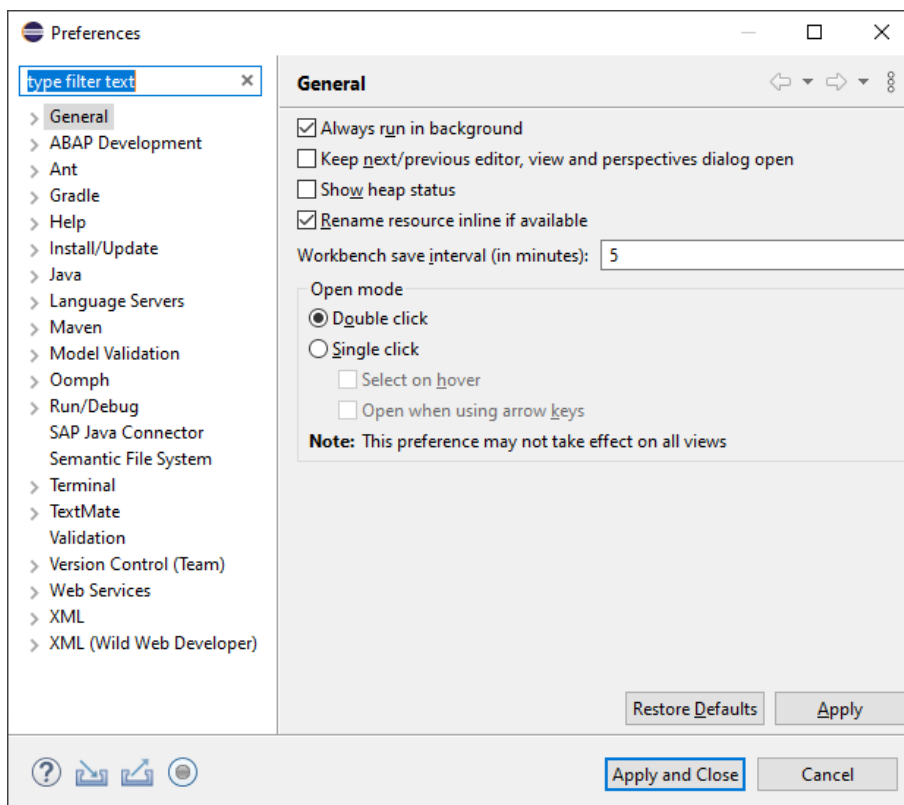 Preferences
type filter text
General
ABAP Development
Ant
Gradle
Help
Install/Update
Java
Language Servers
Maven
Model Validation
Oomph
Run/Debug
SAP Java Connector
Semantic File System
Terminal
TextMate
Validation
Version Control (Team)
Web Services
XML
XML (Wild Web Developer)
General
Always run in background
Keep next/previous editor, view and perspectives dialog open
Show heap status
Rename resource inline if available
Workbench save interval (in minutes): 5
Open mode
Double click
Single click
Select on hover
Open when using arrow keys
Note: This preference may not take effect on all views
Restore Defaults Apply
? Apply and Close Cancel